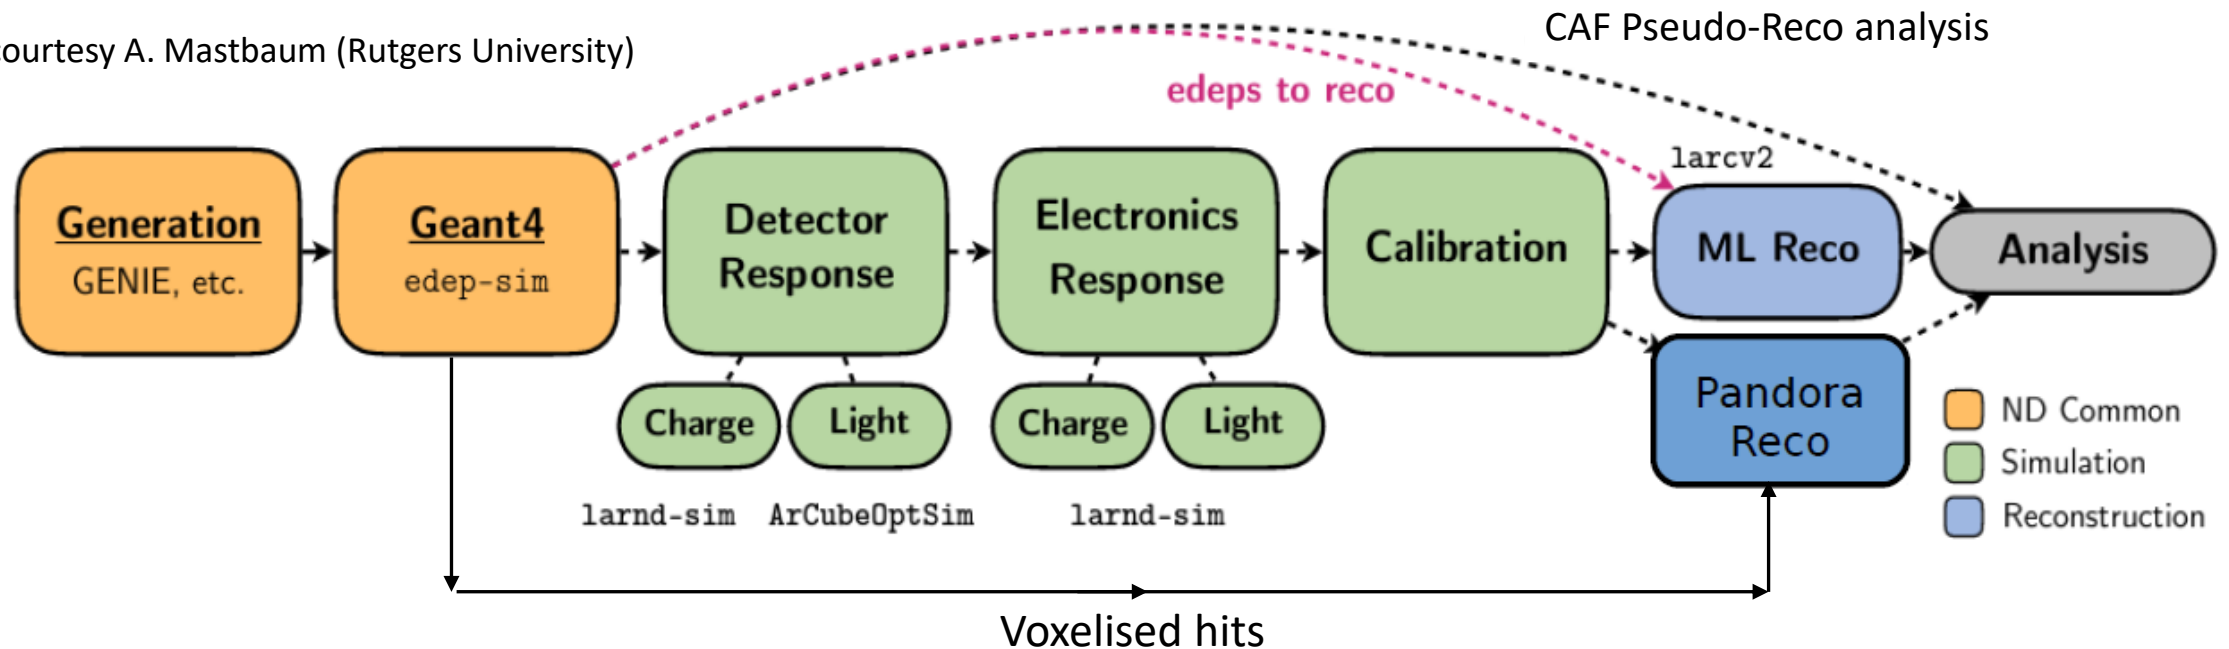 courtesy A. Mastbaum (Rutgers University)
CAF Pseudo-Reco analysis
edeps to reco
larcv2
Generation
GENIE, etc.
Geant4
edep-sim
Detector
Response
Electronics
Response
Calibration
ML Reco
Analysis
Pandora
Reco
Charge
Light
Charge
Light
larnd-sim
ArCubeOptSim
larnd-sim
ND Common
Simulation
Reconstruction
Voxelised hits